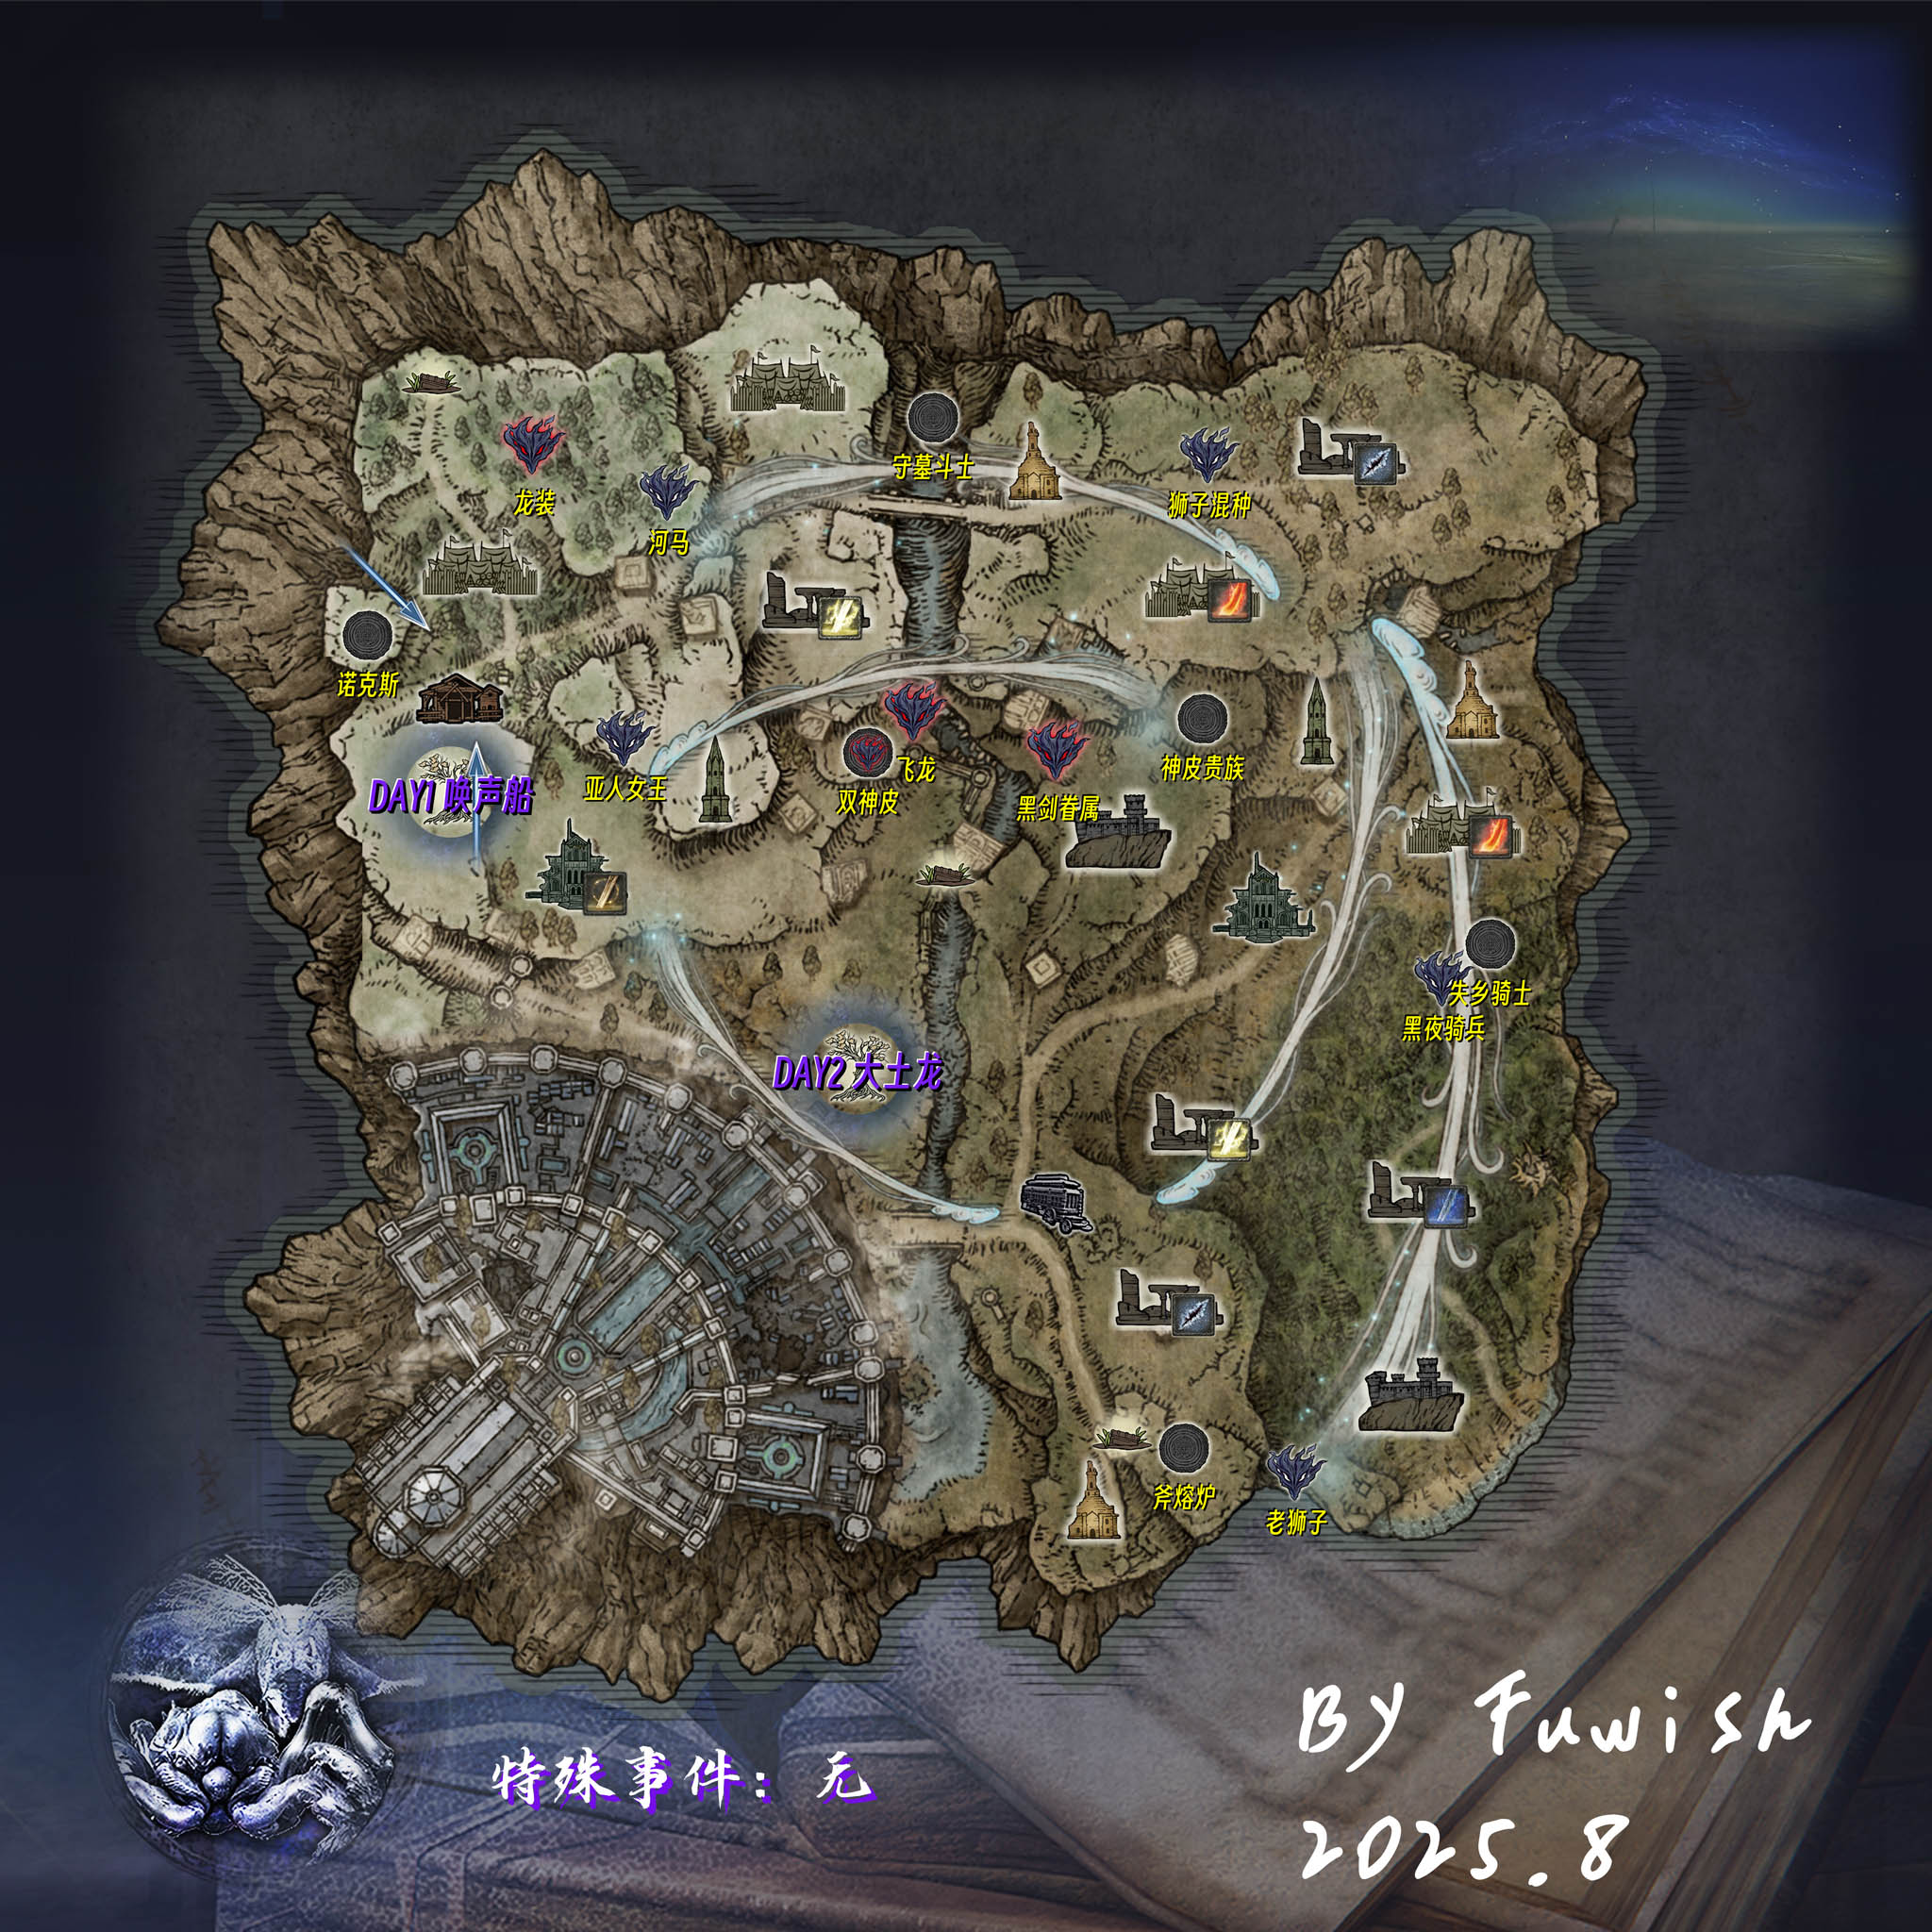 守墓斗士
龙装
狮子混种
河马
诺克斯
飞龙
神皮贵族
亚人女王
DAY1 唤声船
双神皮
黑剑眷属
失乡骑士
黑夜骑兵
DAY2 大土龙
斧熔炉
老狮子
BY Fuwish
特殊事件：无
2025.8